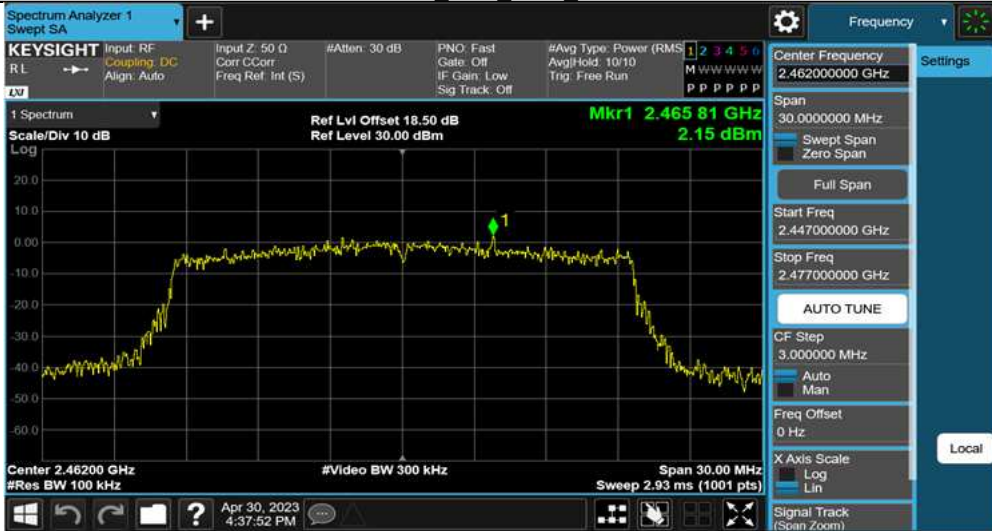 Spectrum Analyzer 1
Swept SA
+
Frequency
KEYSIGHT
RL
LXI
Input: RF
Coupling: DC
Align: Auto
Input Z: 50 Ω
Corr CCorr
Freq Ref: Int (S)
#Atten: 30 dB
PNO: Fast
Gate: Off
IF Gain: Low
Sig Track: Off
#Avg Type: Power (RMS
Avg|Hold: 10/10
Trig: Free Run
1 2 3 4 5 6
M W W W W W
P P P P P P
1 Spectrum
Scale/Div 10 dB
Ref Lvl Offset 18.50 dB
Ref Level 30.00 dBm
Mkr1 2.465 81 GHz
2.15 dBm
Log
20.0
10.0
0.00
-10.0
-20.0
-30.0
-40.0
-50.0
-60.0
1
Center 2.46200 GHz
#Res BW 100 kHz
#Video BW 300 kHz
Span 30.00 MHz
Sweep 2.93 ms (1001 pts)
Center Frequency
2.462000000 GHz
Span
30.0000000 MHz
Swept Span
Zero Span
Full Span
Start Freq
2.447000000 GHz
Stop Freq
2.477000000 GHz
AUTO TUNE
CF Step
3.000000 MHz
Auto
Man
Freq Offset
0 Hz
X Axis Scale
Log
Lin
Signal Track
(Span Zoom)
Settings
Local
?
Apr 30, 2023
4:37:52 PM